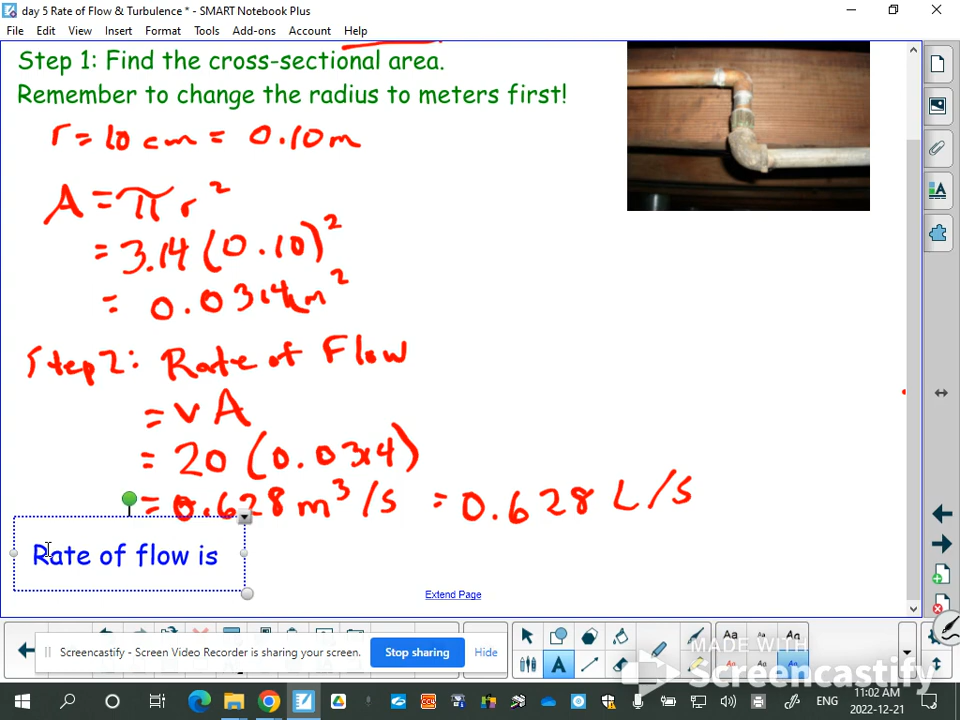 day 5 Rate of Flow & Turbulence * - SMART Notebook Plus
File Edit View Insert Format Tools Add-ons Account Help
Step 1: Find the cross-sectional area.
Remember to change the radius to meters first!
r = 10 cm = 0.10m
A = πr²
= 3.14 (0.10)²
= 0.0314m²
Step 2: Rate of Flow
= vA
= 20 (0.0314)
= 0.628 m³/s = 0.628 L/s
Rate of flow is
Extend Page
Screencastify - Screen Video Recorder is sharing your screen. Stop sharing Hide
MADE WITH
Screencastify
ENG
11:02 AM
2022-12-21